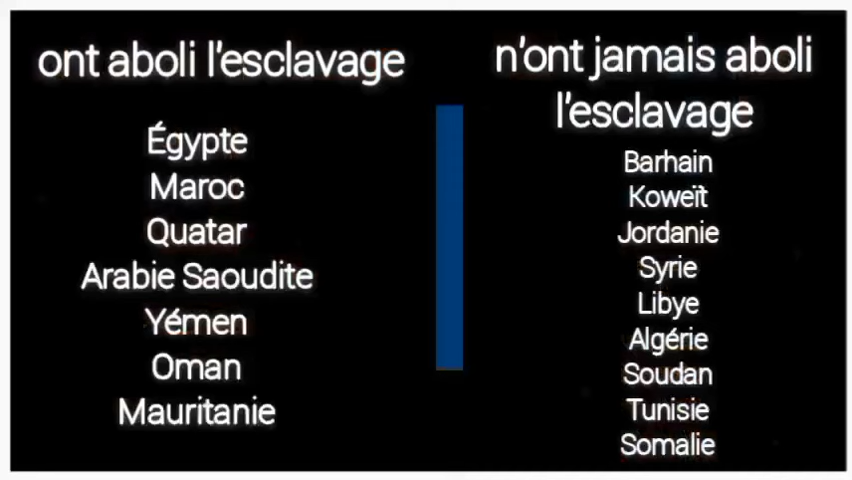 ont aboli l'esclavage
Égypte
Maroc
Quatar
Arabie Saoudite
Yémen
Oman
Mauritanie
n'ont jamais aboli
l'esclavage
Barhain
Koweït
Jordanie
Syrie
Libye
Algérie
Soudan
Tunisie
Somalie